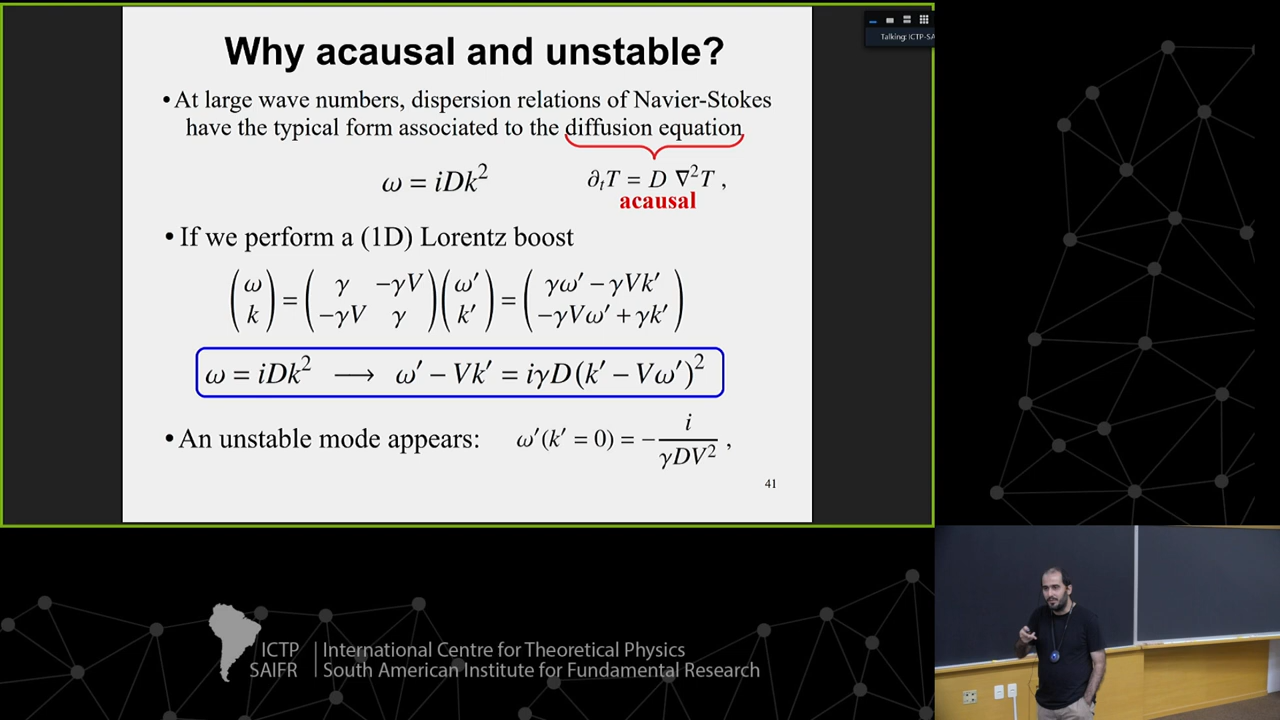 Why acausal and unstable?
Talking: ICTP-SA
• At large wave numbers, dispersion relations of Navier-Stokes
have the typical form associated to the diffusion equation
ω = iDk² ∂ₜT = D ∇²T ,
acausal
• If we perform a (1D) Lorentz boost
(ω k) = (γ −γV −γV γ)(ω′ k′) = (γω′ − γVk′ −γVω′ + γk′)
ω = iDk² ⟶ ω′ − Vk′ = iγD(k′ − Vω′)²
• An unstable mode appears: ω′(k′ = 0) = − i / γDV² ,
41
ICTP
SAIFR
International Centre for Theoretical Physics
South American Institute for Fundamental Research